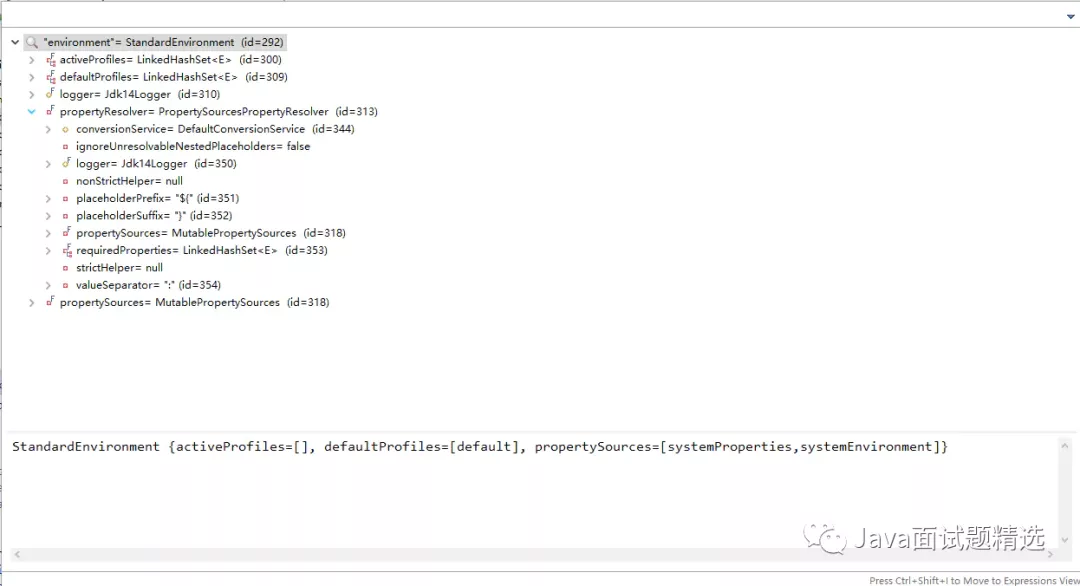 "environment"= StandardEnvironment (id=292)
activeProfiles= LinkedHashSet<E> (id=300)
defaultProfiles= LinkedHashSet<E> (id=309)
logger= Jdk14Logger (id=310)
propertyResolver= PropertySourcesPropertyResolver (id=313)
conversionService= DefaultConversionService (id=344)
ignoreUnresolvableNestedPlaceholders= false
logger= Jdk14Logger (id=350)
nonStrictHelper= null
placeholderPrefix= "${" (id=351)
placeholderSuffix= "}" (id=352)
propertySources= MutablePropertySources (id=318)
requiredProperties= LinkedHashSet<E> (id=353)
strictHelper= null
valueSeparator= ":" (id=354)
propertySources= MutablePropertySources (id=318)
StandardEnvironment {activeProfiles=[], defaultProfiles=[default], propertySources=[systemProperties,systemEnvironment]}
Java面试题精选
Press Ctrl+Shift+I to Move to Expressions View